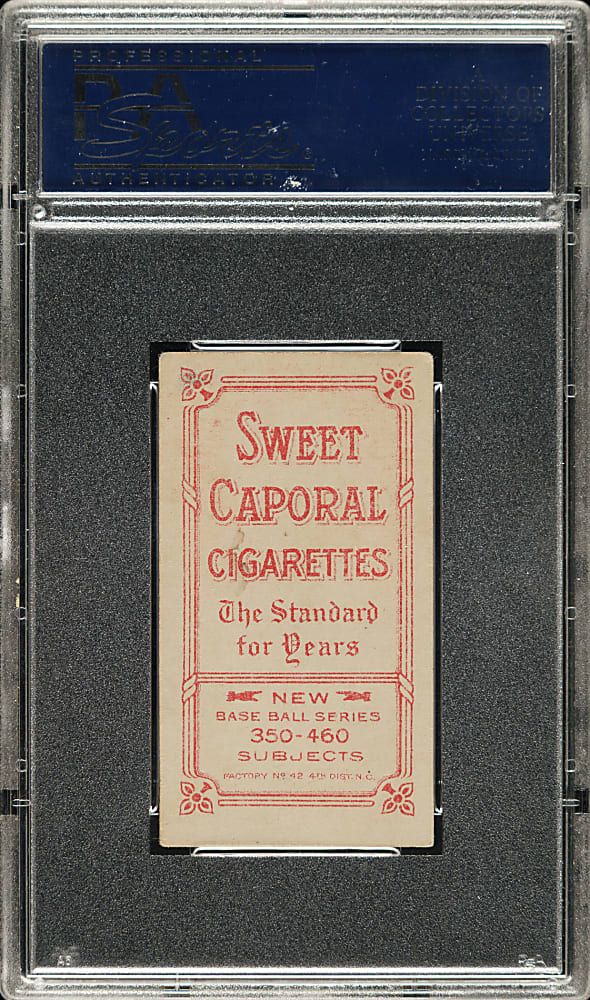 PROFESSIONAL
PSA
Sports
AUTHENTICATOR
A
DIVISION OF
COLLECTORS
UNIVERSE
SWEET
CAPORAL
CIGARETTES
The Standard
for Years
NEW
BASE BALL SERIES
350-460
SUBJECTS
FACTORY No 42 4th DIST. N.C.